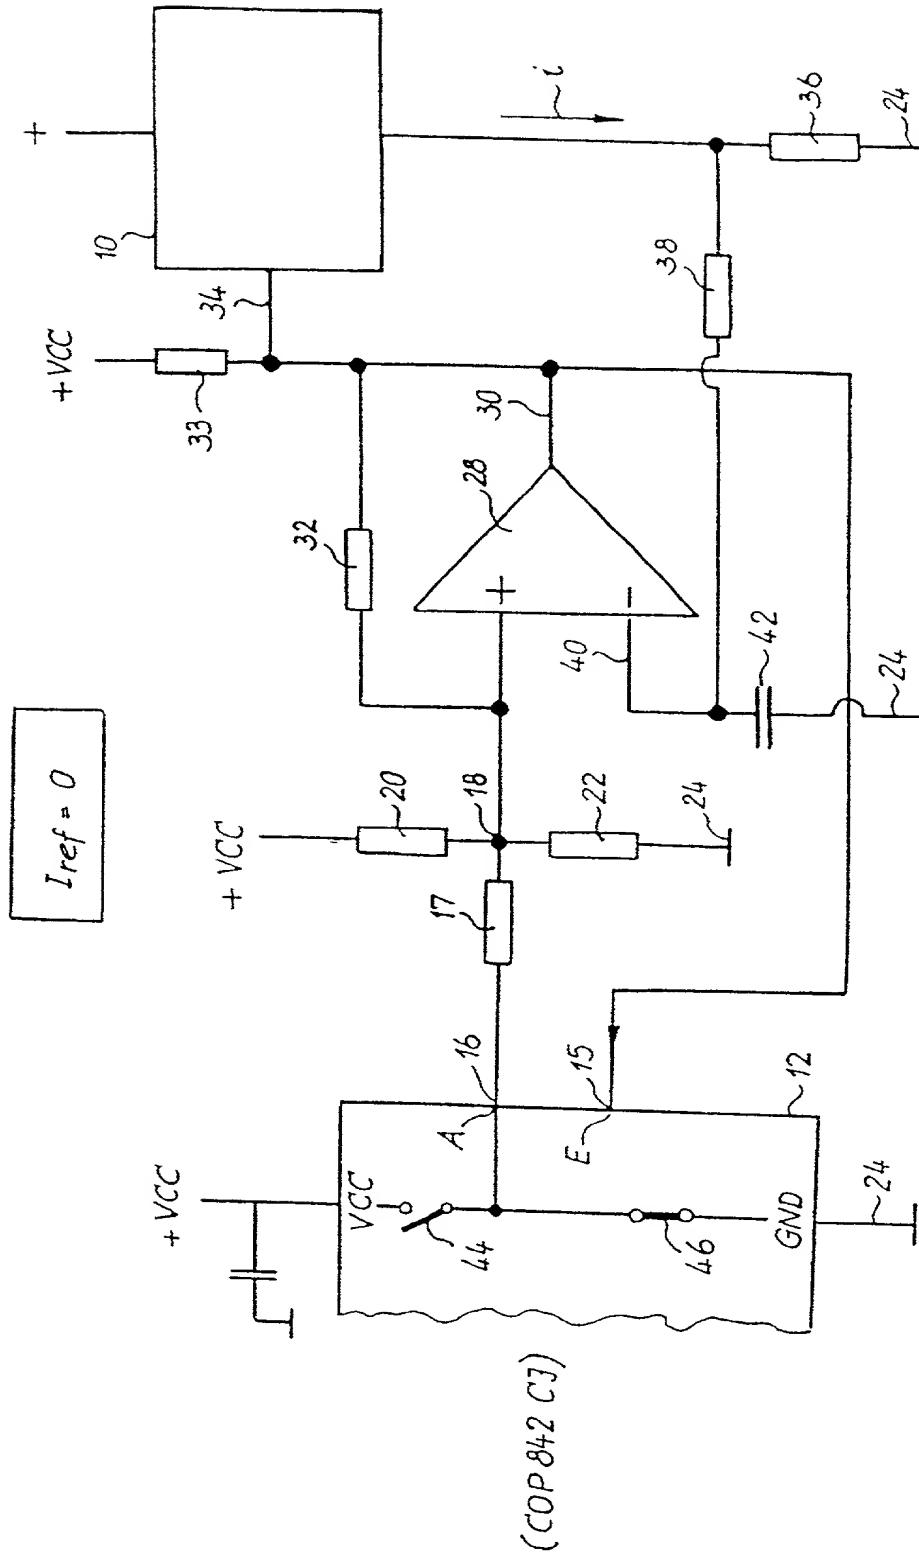 I ref = 0
(COP 842 CJ)
+ VCC
VCC
44
46
GND
24
12
A
16
E
15
17
+ VCC
20
18
22
24
32
28
+
−
40
30
42
24
+ VCC
33
34
10
+
i
38
36
24